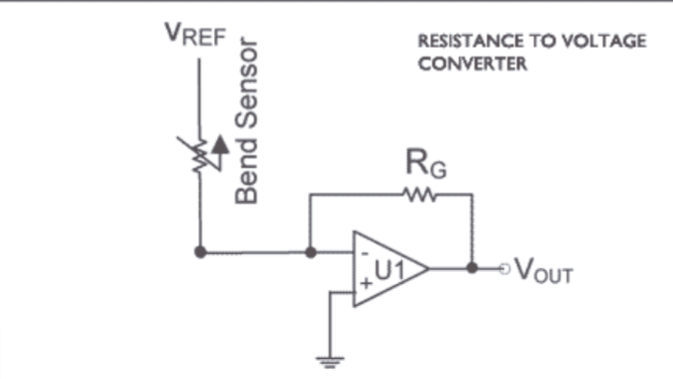 VREF
Bend Sensor
RESISTANCE TO VOLTAGE
CONVERTER
RG
-
U1
+
VOUT